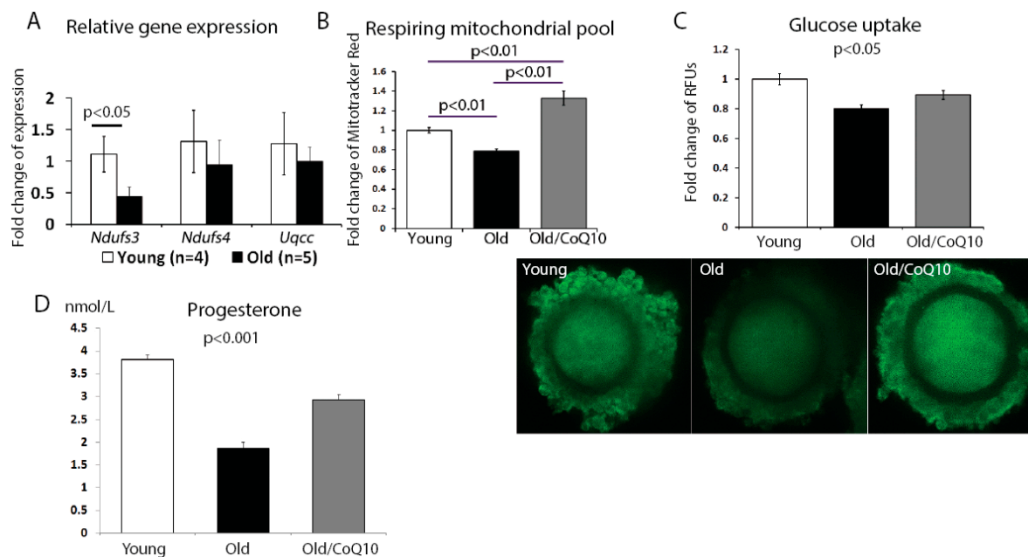 A
Relative gene expression
Fold change of expression
2
1.5
1
0.5
0
p<0.05
Ndufs3
Ndufs4
Uqcc
Young (n=4)
Old (n=5)
B
Respiring mitochondrial pool
p<0.01
p<0.01
p<0.01
Fold change of Mitotracker Red
1.6
1.4
1.2
1
0.8
0.6
0.4
0.2
0
Young
Old
Old/CoQ10
C
Glucose uptake
p<0.05
Fold change of RFUs
1.2
1
0.8
0.6
0.4
0.2
0
Young
Old
Old/CoQ10
Young
Old
Old/CoQ10
D
nmol/L
Progesterone
p<0.001
4.5
4
3.5
3
2.5
2
1.5
1
0.5
0
Young
Old
Old/CoQ10